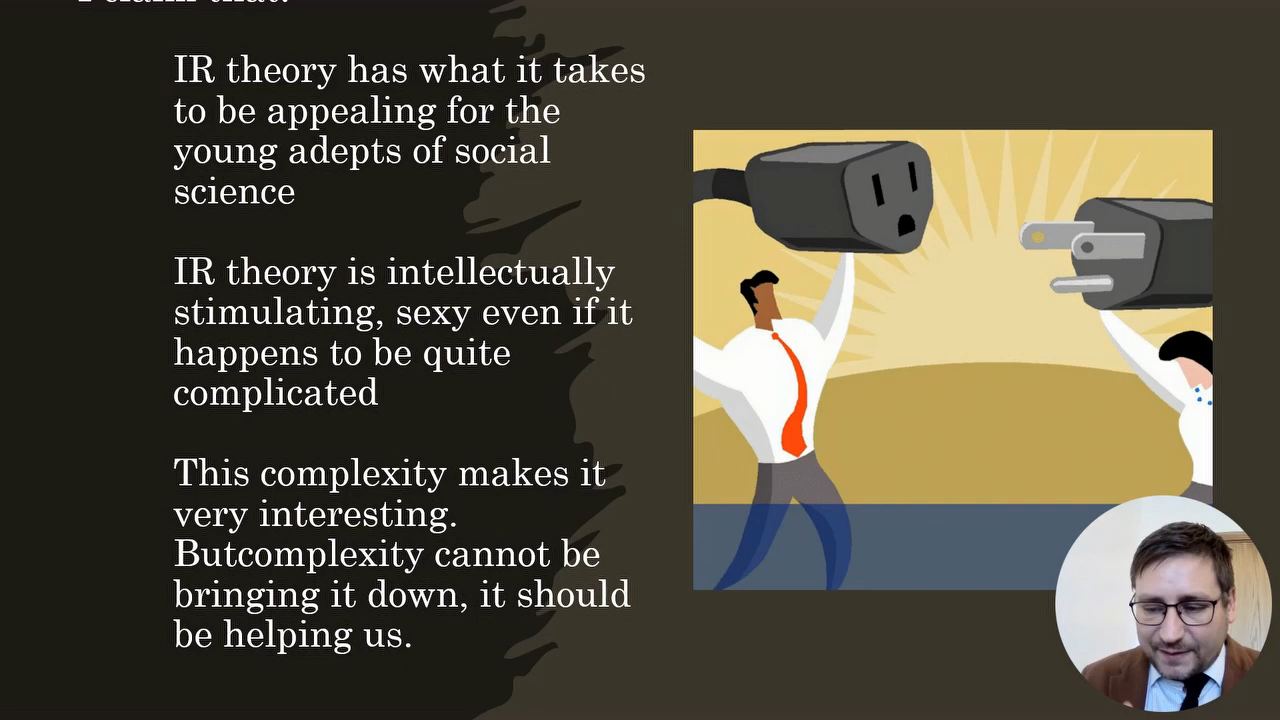 I claim that:
IR theory has what it takes
to be appealing for the
young adepts of social
science
IR theory is intellectually
stimulating, sexy even if it
happens to be quite
complicated
This complexity makes it
very interesting.
Butcomplexity cannot be
bringing it down, it should
be helping us.